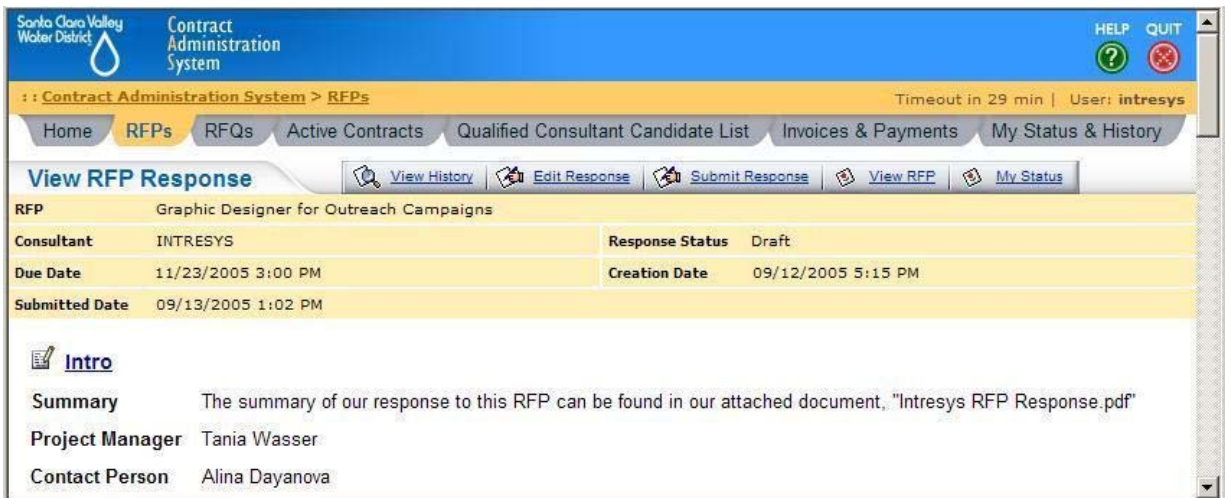 Santa Clara Valley
Water District
Contract
Administration
System
HELP QUIT
: : Contract Administration System > RFPs
Timeout in 29 min | User: intresys
Home RFPs RFQs Active Contracts Qualified Consultant Candidate List Invoices & Payments My Status & History
View RFP Response
View History Edit Response Submit Response View RFP My Status
RFP Graphic Designer for Outreach Campaigns
Consultant INTRESYS Response Status Draft
Due Date 11/23/2005 3:00 PM Creation Date 09/12/2005 5:15 PM
Submitted Date 09/13/2005 1:02 PM
Intro
Summary The summary of our response to this RFP can be found in our attached document, "Intresys RFP Response.pdf"
Project Manager Tania Wasser
Contact Person Alina Dayanova